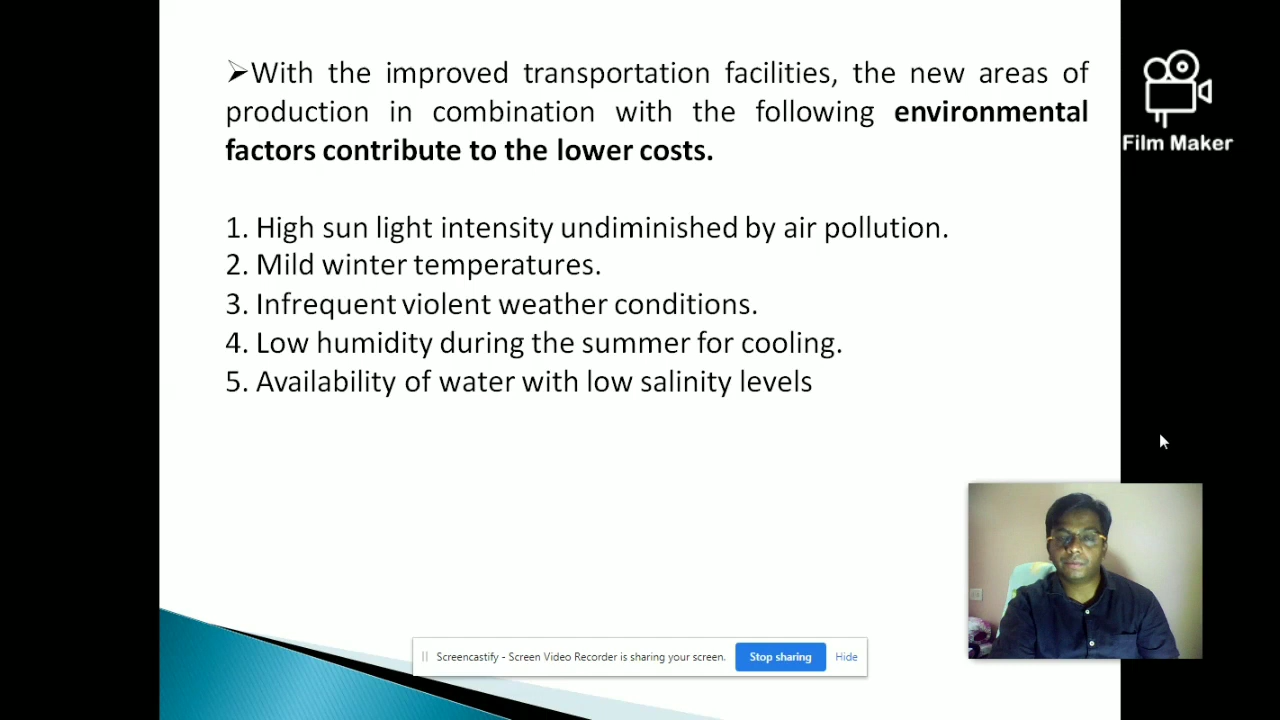 ➢With the improved transportation facilities, the new areas of
production in combination with the following environmental
factors contribute to the lower costs.
1. High sun light intensity undiminished by air pollution.
2. Mild winter temperatures.
3. Infrequent violent weather conditions.
4. Low humidity during the summer for cooling.
5. Availability of water with low salinity levels
Film Maker
Screencastify - Screen Video Recorder is sharing your screen. Stop sharing Hide